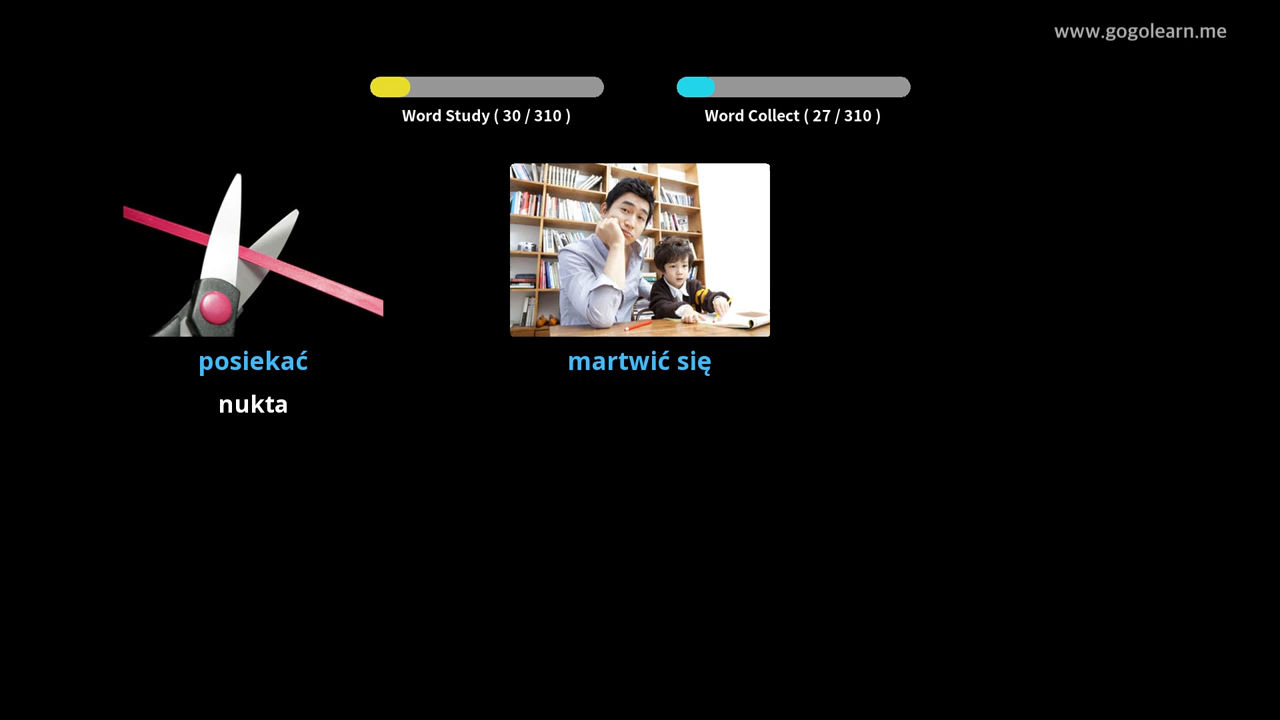 www.gogolearn.me
Word Study ( 30 / 310 )
Word Collect ( 27 / 310 )
posiekać
martwić się
nukta